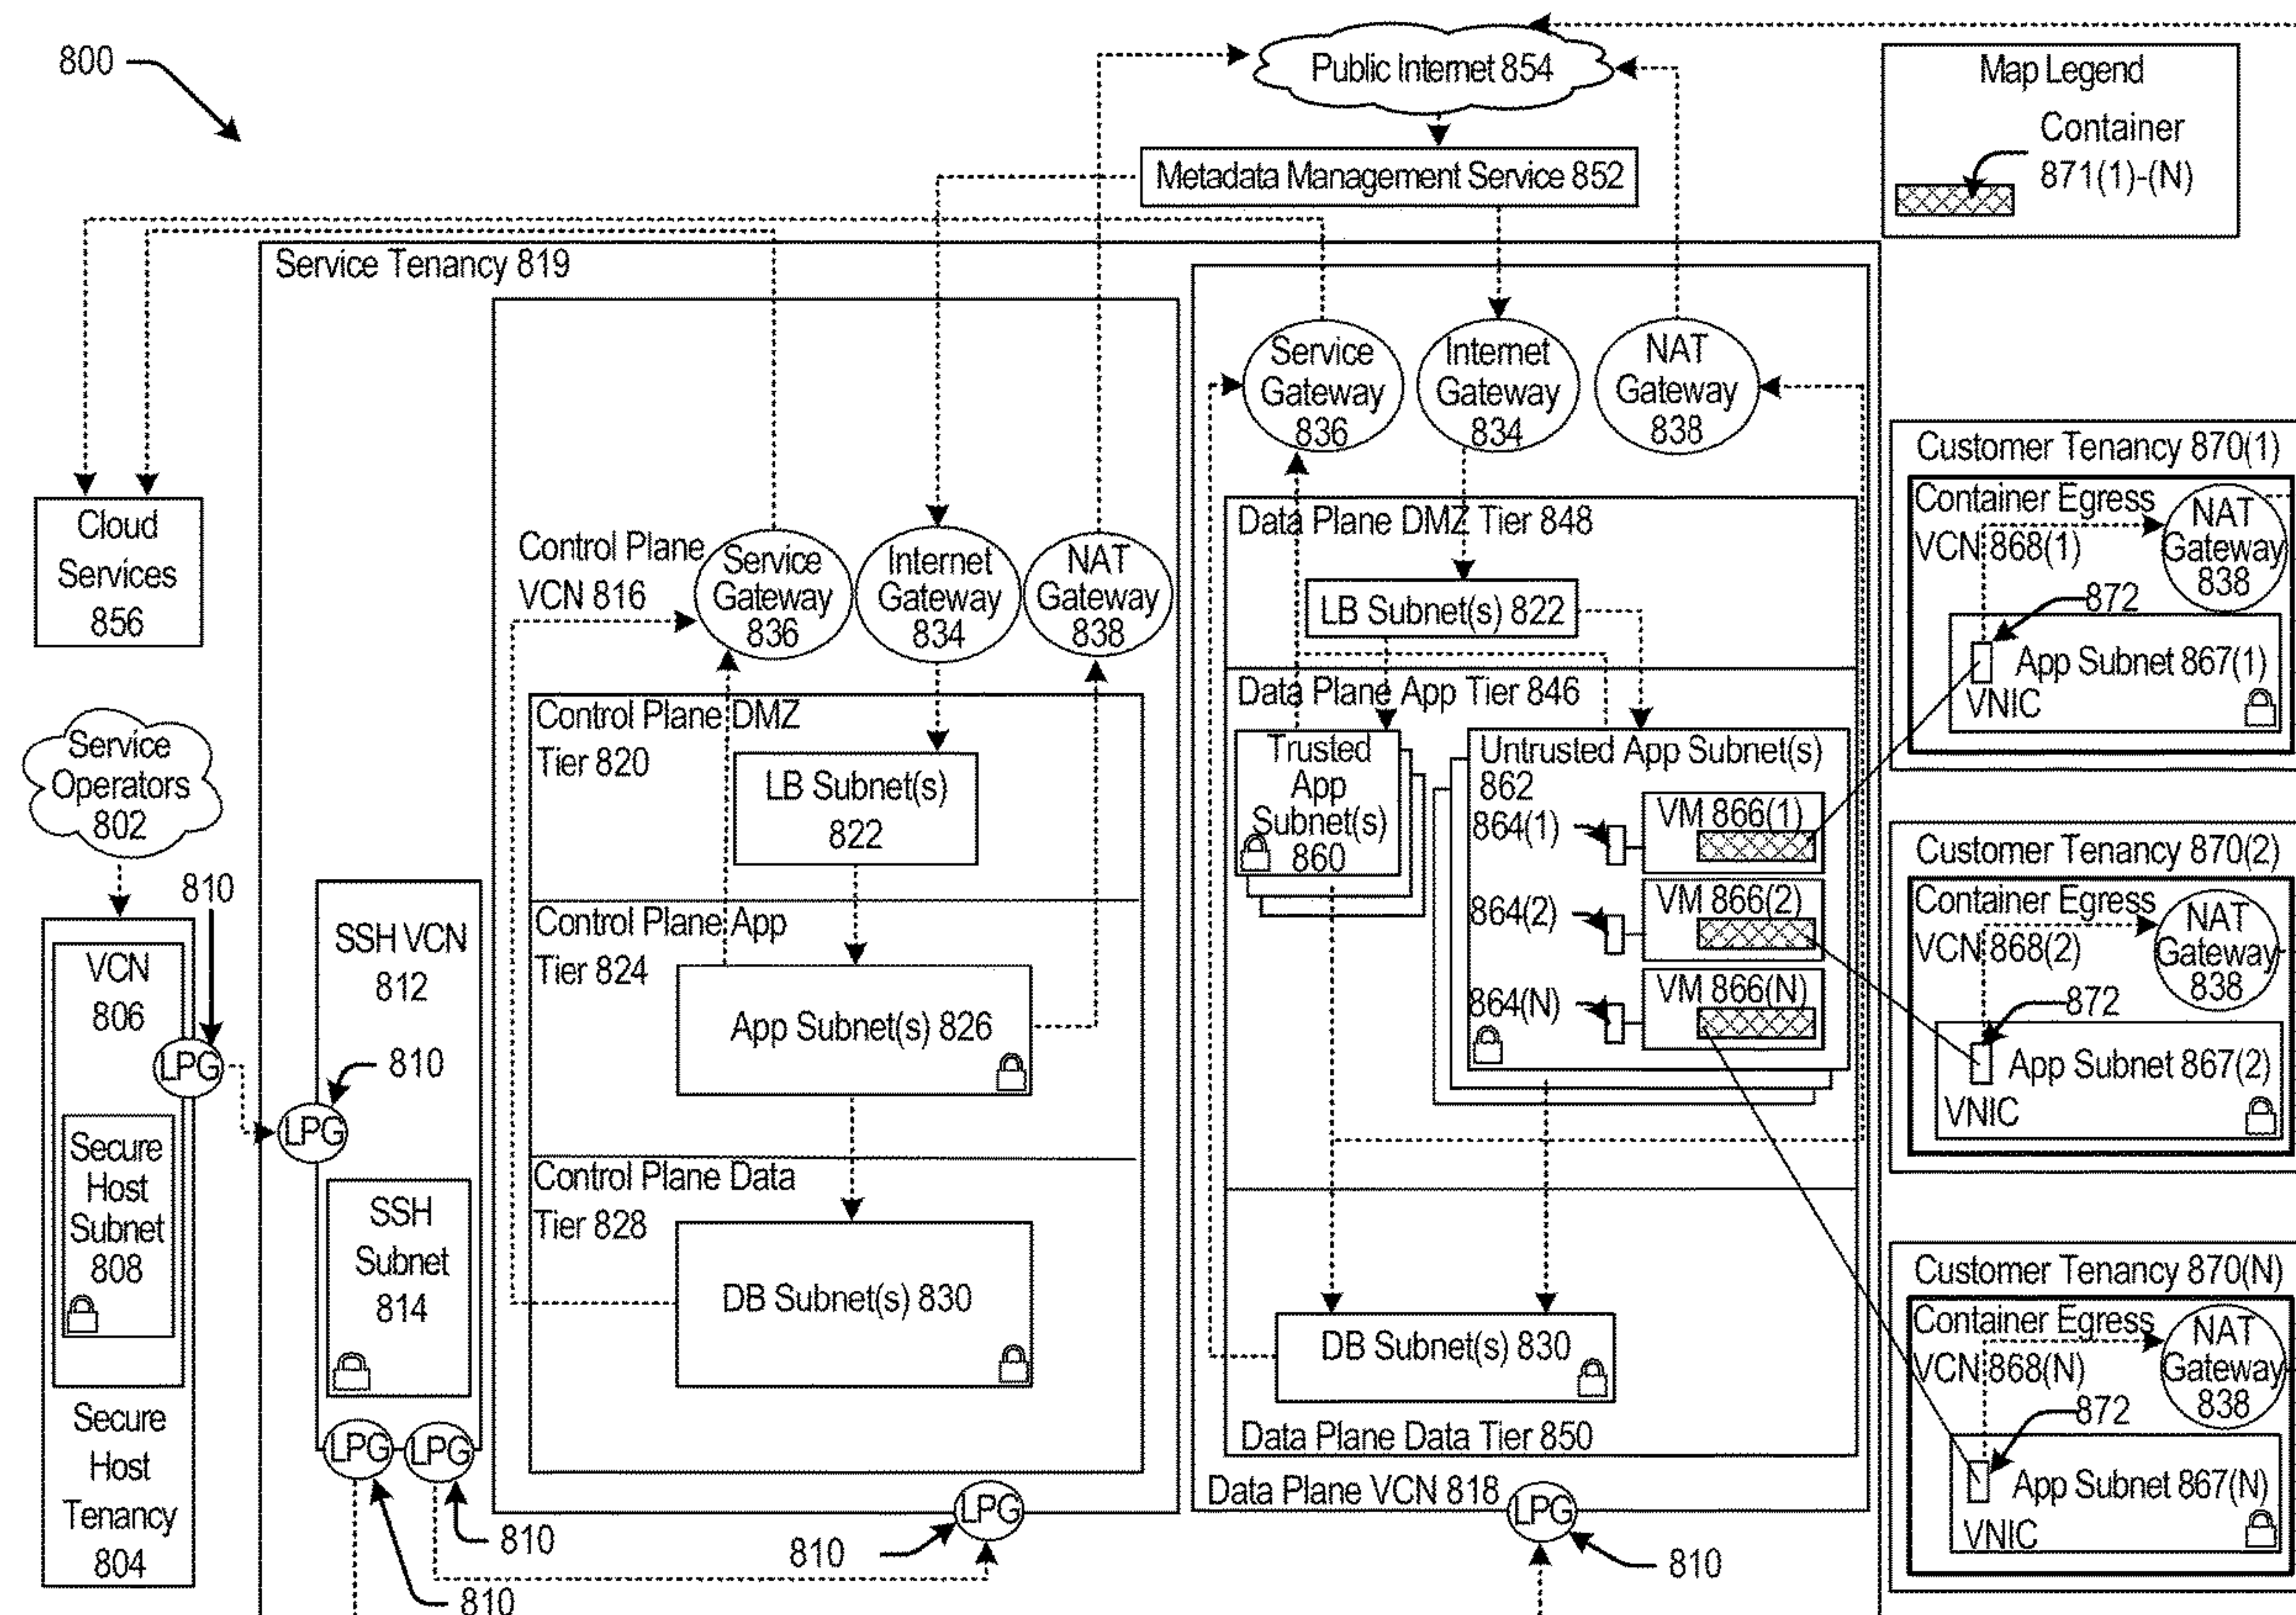 800
Public Internet 854
Metadata Management Service 852
Map Legend
Container
871(1)-(N)
Service Tenancy 819
Cloud
Services
856
Service
Operators
802
810
VCN
806
LPG
Secure
Host
Subnet
808
Secure
Host
Tenancy
804
SSH VCN
812
810
LPG
SSH
Subnet
814
LPG
LPG
810
810
Control Plane
VCN 816
Service
Gateway
836
Internet
Gateway
834
NAT
Gateway
838
Control Plane DMZ
Tier 820
LB Subnet(s)
822
Control Plane App
Tier 824
App Subnet(s) 826
Control Plane Data
Tier 828
DB Subnet(s) 830
LPG
810
Service
Gateway
836
Internet
Gateway
834
NAT
Gateway
838
Data Plane DMZ Tier 848
LB Subnet(s) 822
Data Plane App Tier 846
Trusted
App
Subnet(s)
860
Untrusted App Subnet(s)
862
864(1)
VM 866(1)
864(2)
VM 866(2)
864(N)
VM 866(N)
DB Subnet(s) 830
Data Plane Data Tier 850
Data Plane VCN 818
LPG
810
Customer Tenancy 870(1)
Container Egress
VCN 868(1)
NAT
Gateway
838
872
App Subnet 867(1)
VNIC
Customer Tenancy 870(2)
Container Egress
VCN 868(2)
NAT
Gateway
838
872
App Subnet 867(2)
VNIC
Customer Tenancy 870(N)
Container Egress
VCN 868(N)
NAT
Gateway
838
872
App Subnet 867(N)
VNIC